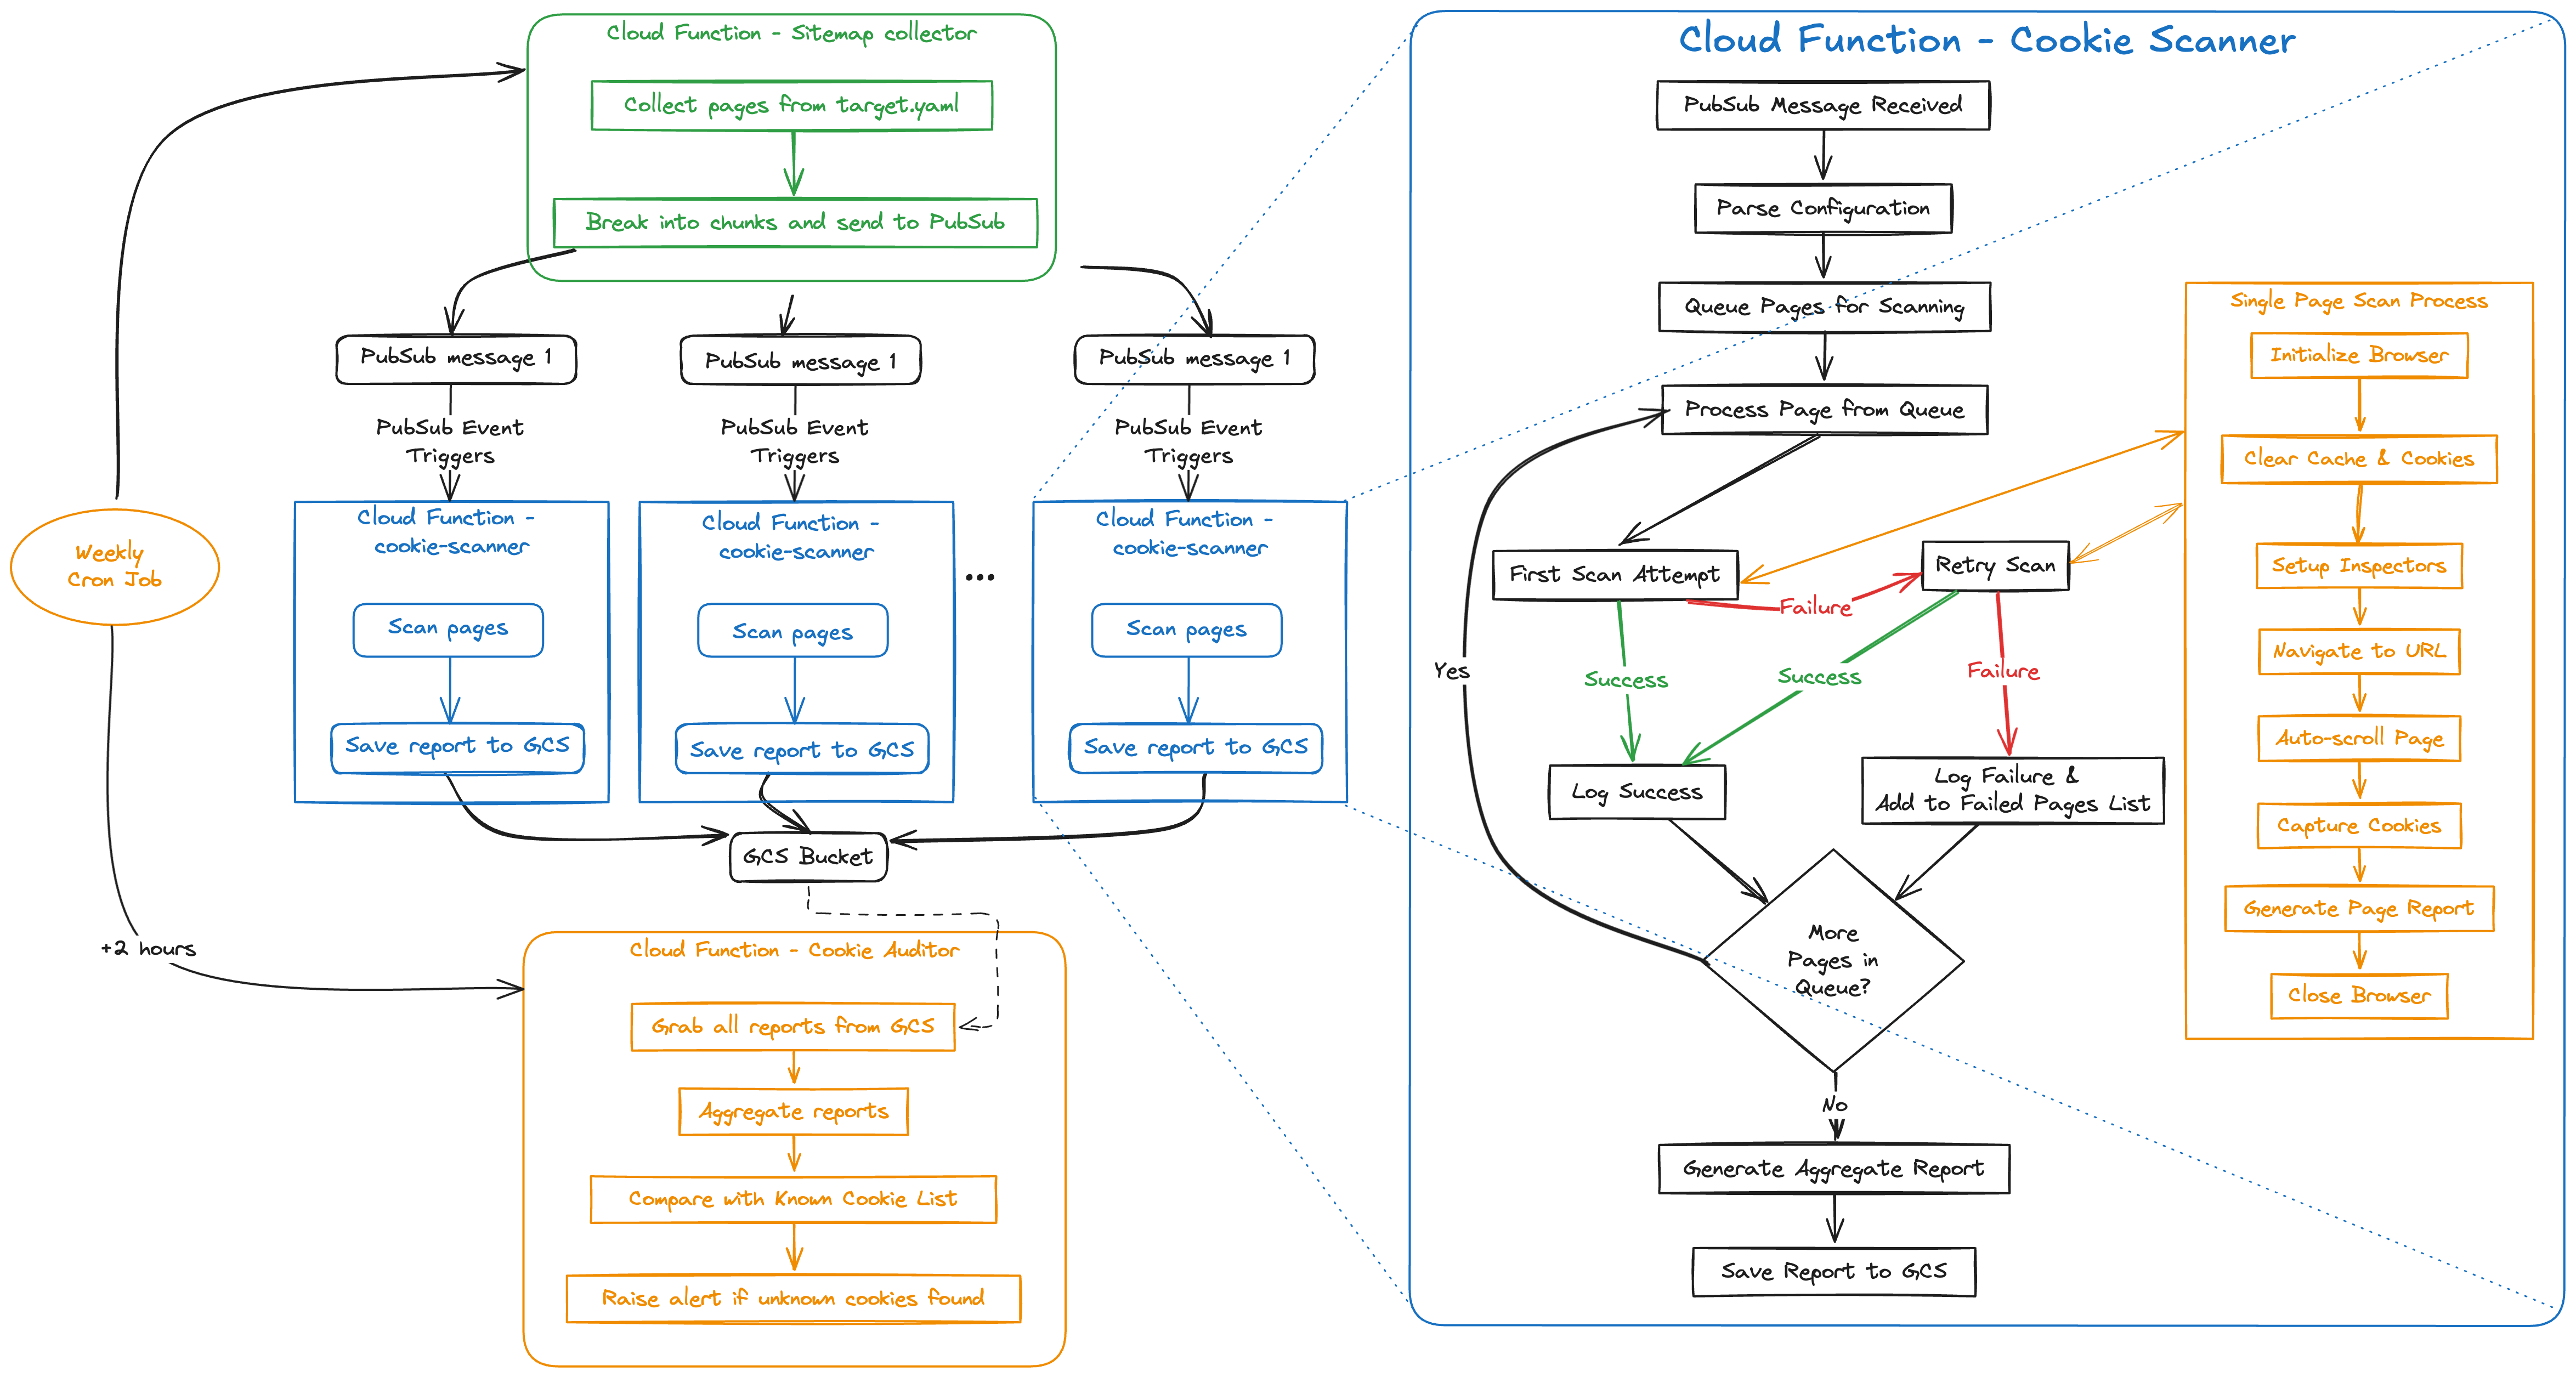 Cloud Function - Sitemap collector
Collect pages from target.yaml
Break into chunks and send to PubSub
PubSub message 1
PubSub message 1
PubSub message 1
PubSub Event
Triggers
PubSub Event
Triggers
PubSub Event
Triggers
Weekly
Cron Job
Cloud Function -
cookie-scanner
Scan pages
Save report to GCS
Cloud Function -
cookie-scanner
Scan pages
Save report to GCS
...
Cloud Function -
cookie-scanner
Scan pages
Save report to GCS
GCS Bucket
+2 hours
Cloud Function - Cookie Auditor
Grab all reports from GCS
Aggregate reports
Compare with Known Cookie List
Raise alert if unknown cookies found
Cloud Function - Cookie Scanner
PubSub Message Received
Parse Configuration
Queue Pages for Scanning
Process Page from Queue
First Scan Attempt
Failure
Retry Scan
Yes
Success
Success
Failure
Log Success
Log Failure &
Add to Failed Pages List
More
Pages in
Queue?
No
Generate Aggregate Report
Save Report to GCS
Single Page Scan Process
Initialize Browser
Clear Cache & Cookies
Setup Inspectors
Navigate to URL
Auto-scroll Page
Capture Cookies
Generate Page Report
Close Browser